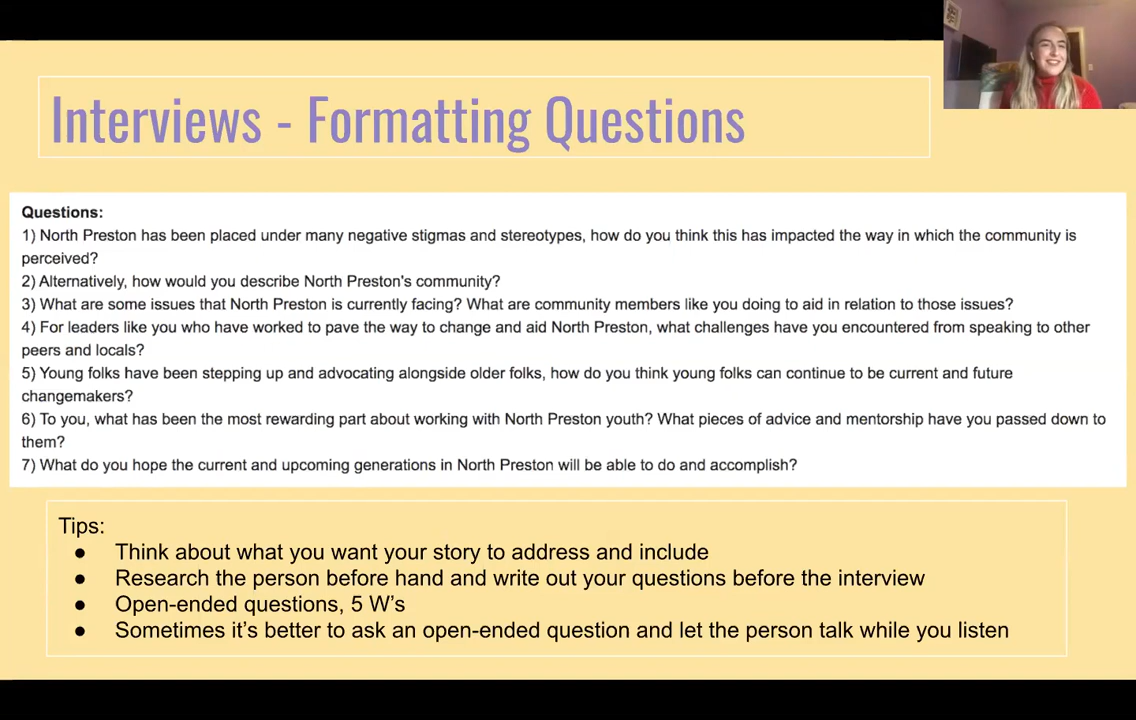 Interviews - Formatting Questions
Questions:
1) North Preston has been placed under many negative stigmas and stereotypes, how do you think this has impacted the way in which the community is
perceived?
2) Alternatively, how would you describe North Preston's community?
3) What are some issues that North Preston is currently facing? What are community members like you doing to aid in relation to those issues?
4) For leaders like you who have worked to pave the way to change and aid North Preston, what challenges have you encountered from speaking to other
peers and locals?
5) Young folks have been stepping up and advocating alongside older folks, how do you think young folks can continue to be current and future
changemakers?
6) To you, what has been the most rewarding part about working with North Preston youth? What pieces of advice and mentorship have you passed down to
them?
7) What do you hope the current and upcoming generations in North Preston will be able to do and accomplish?
Tips:
● Think about what you want your story to address and include
● Research the person before hand and write out your questions before the interview
● Open-ended questions, 5 W’s
● Sometimes it’s better to ask an open-ended question and let the person talk while you listen